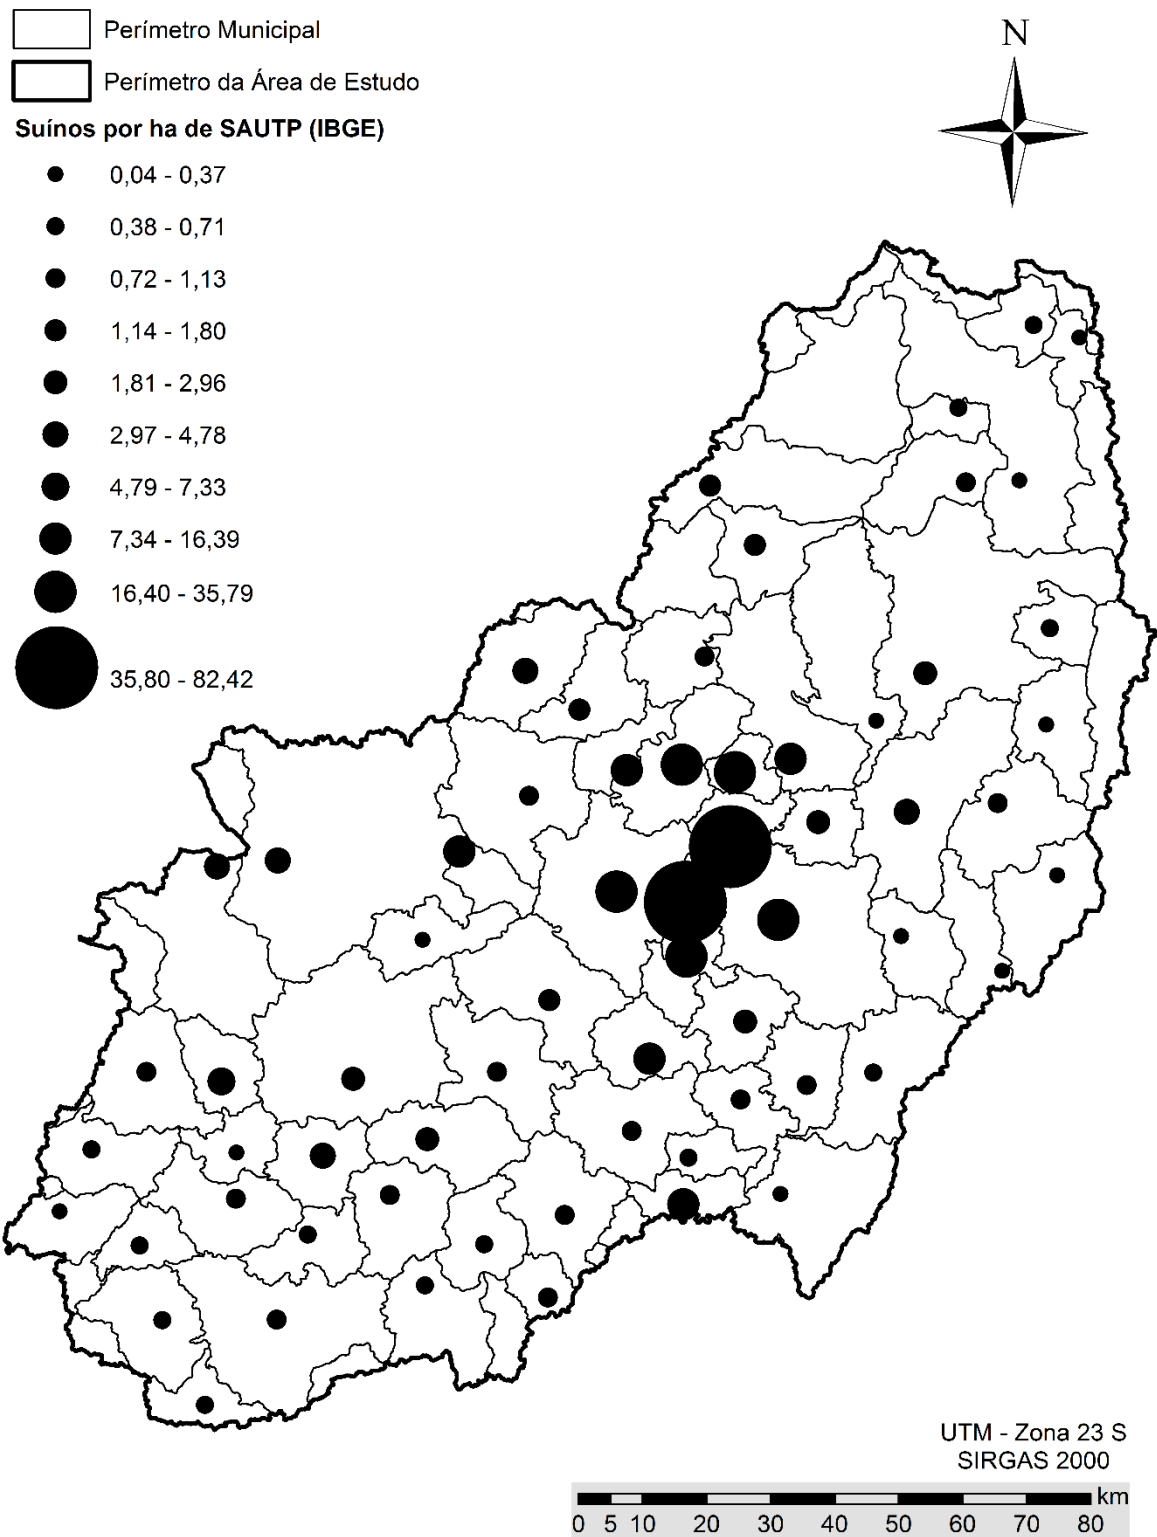 Perímetro Municipal
N
Perímetro da Área de Estudo
Suínos por ha de SAUTP (IBGE)
0,04 - 0,37
0,38 - 0,71
0,72 - 1,13
1,14 - 1,80
1,81 - 2,96
2,97 - 4,78
4,79 - 7,33
7,34 - 16,39
16,40 - 35,79
35,80 - 82,42
UTM - Zona 23 S
SIRGAS 2000
km
0 5 10 20 30 40 50 60 70 80